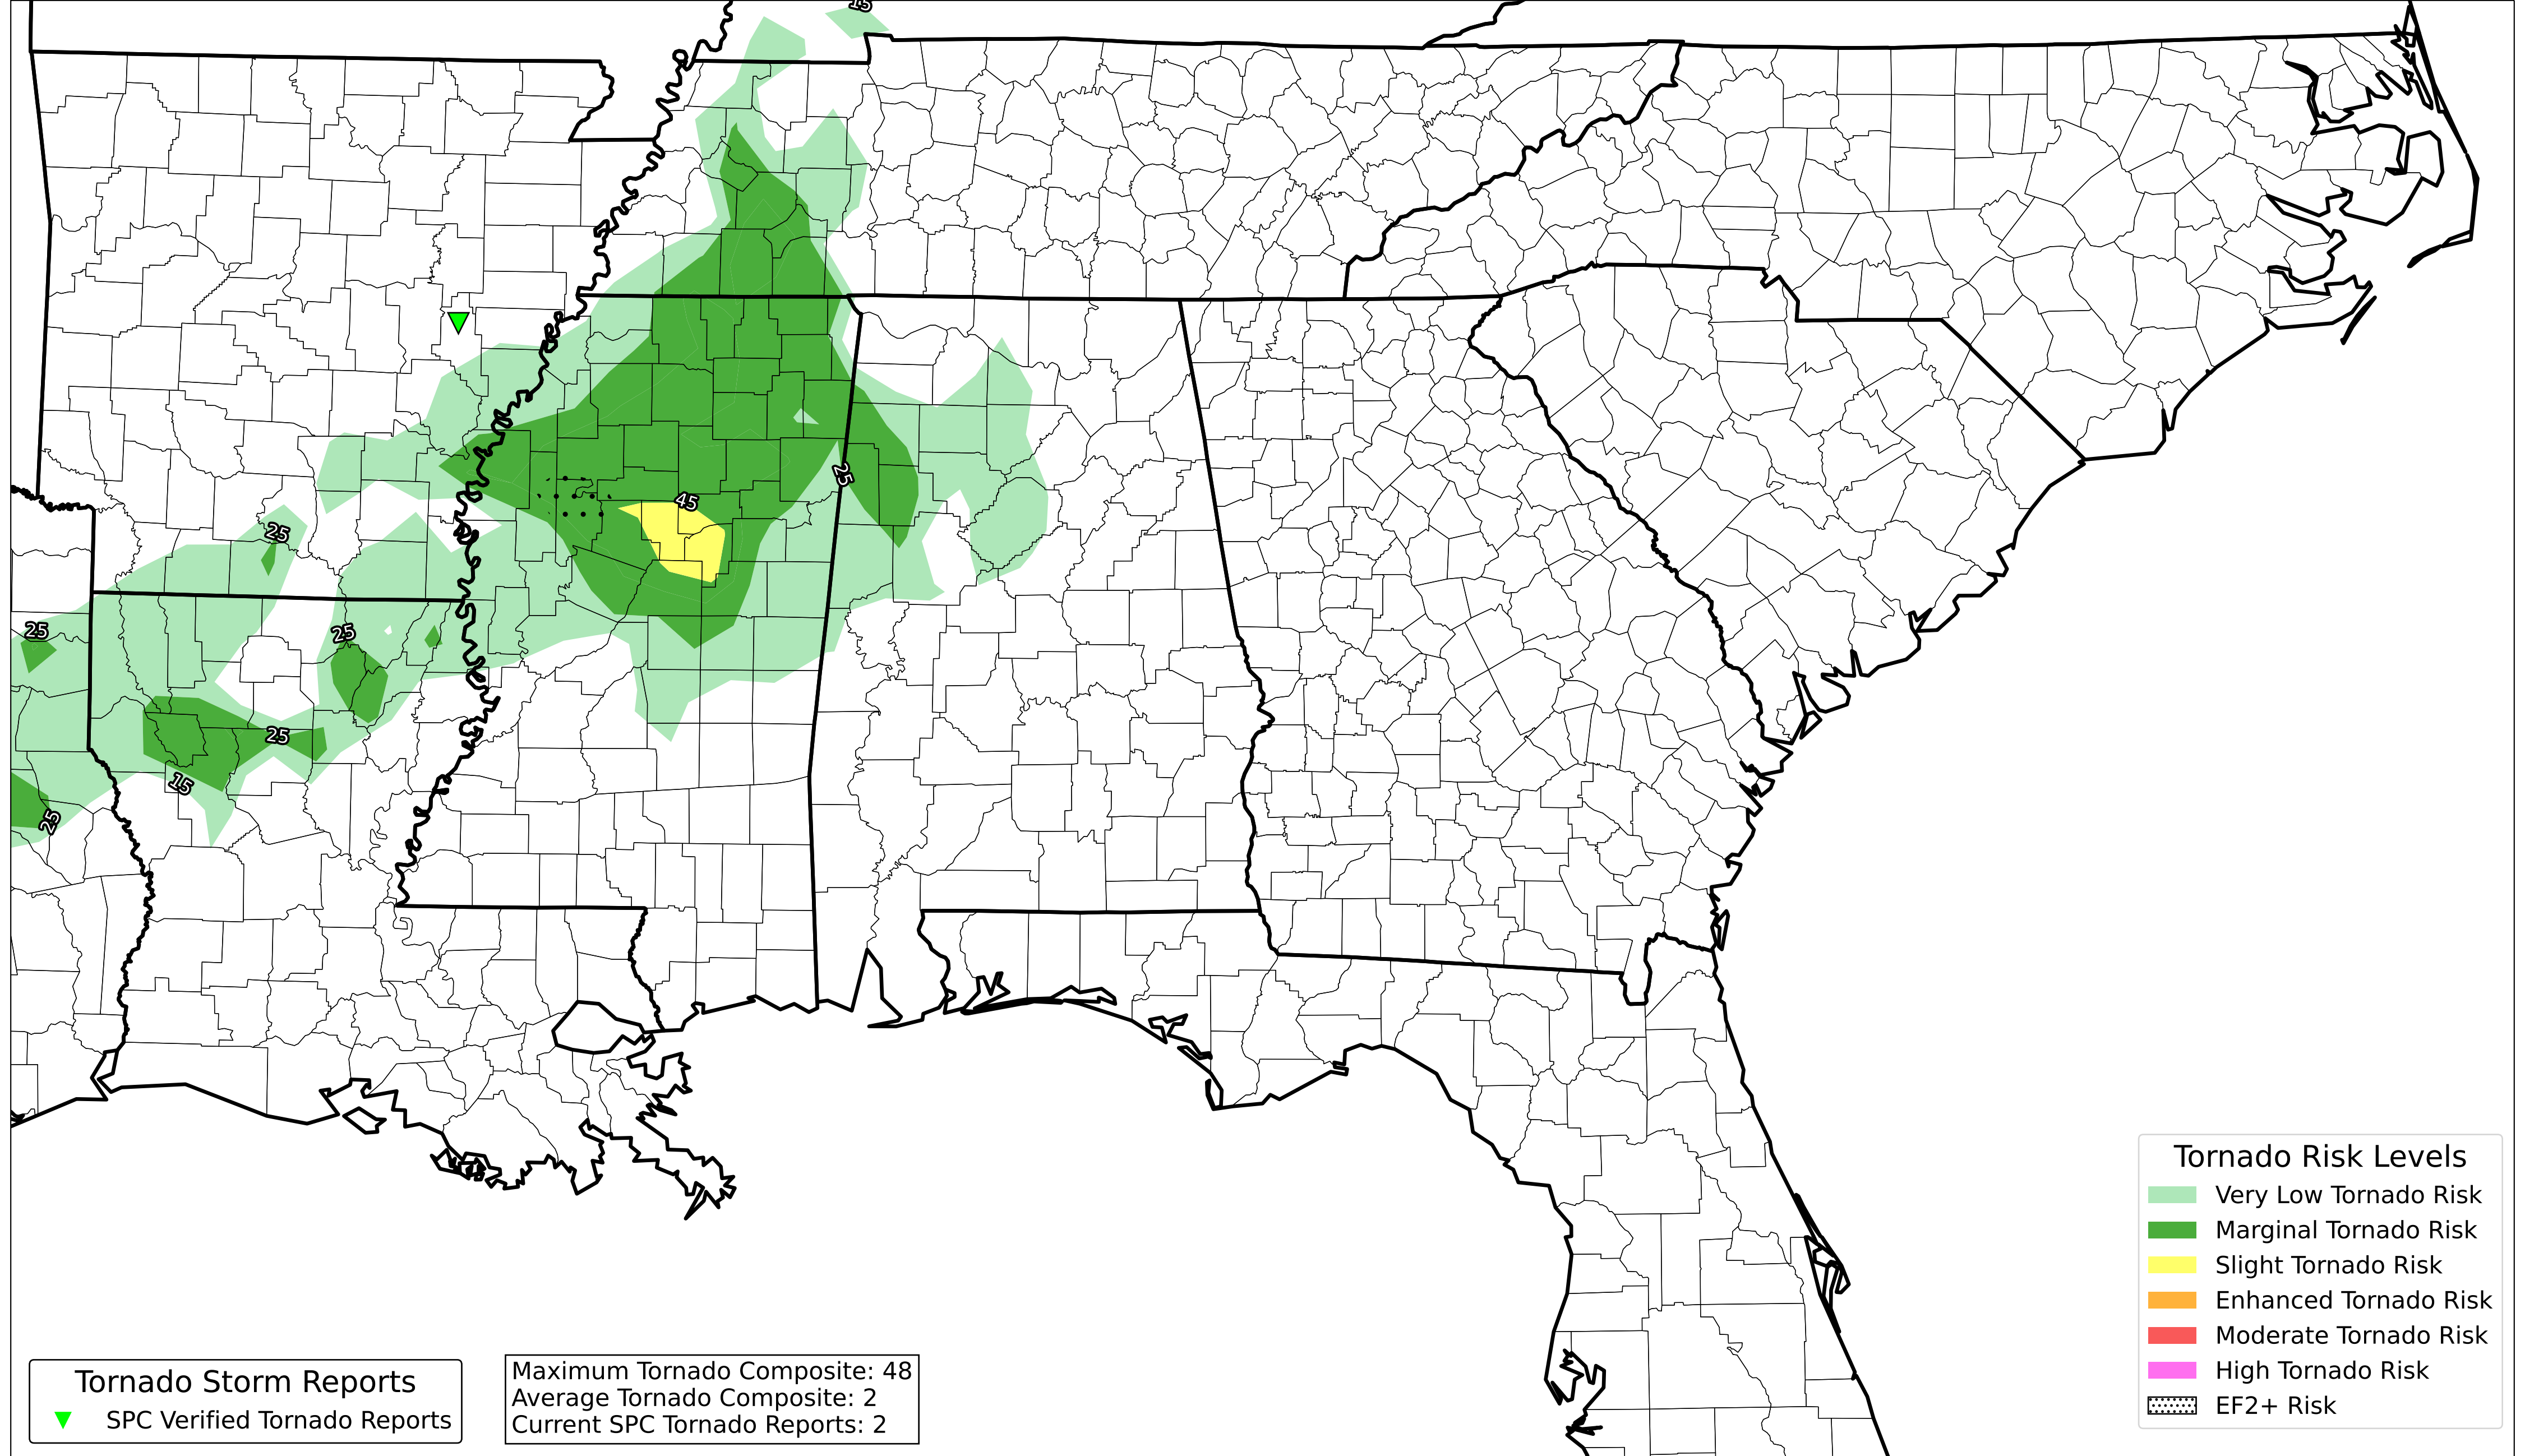 15
25
45
25
25
25
25
15
25
Tornado Risk Levels
Very Low Tornado Risk
Marginal Tornado Risk
Slight Tornado Risk
Enhanced Tornado Risk
Moderate Tornado Risk
High Tornado Risk
EF2+ Risk
Tornado Storm Reports
SPC Verified Tornado Reports
Maximum Tornado Composite: 48
Average Tornado Composite: 2
Current SPC Tornado Reports: 2